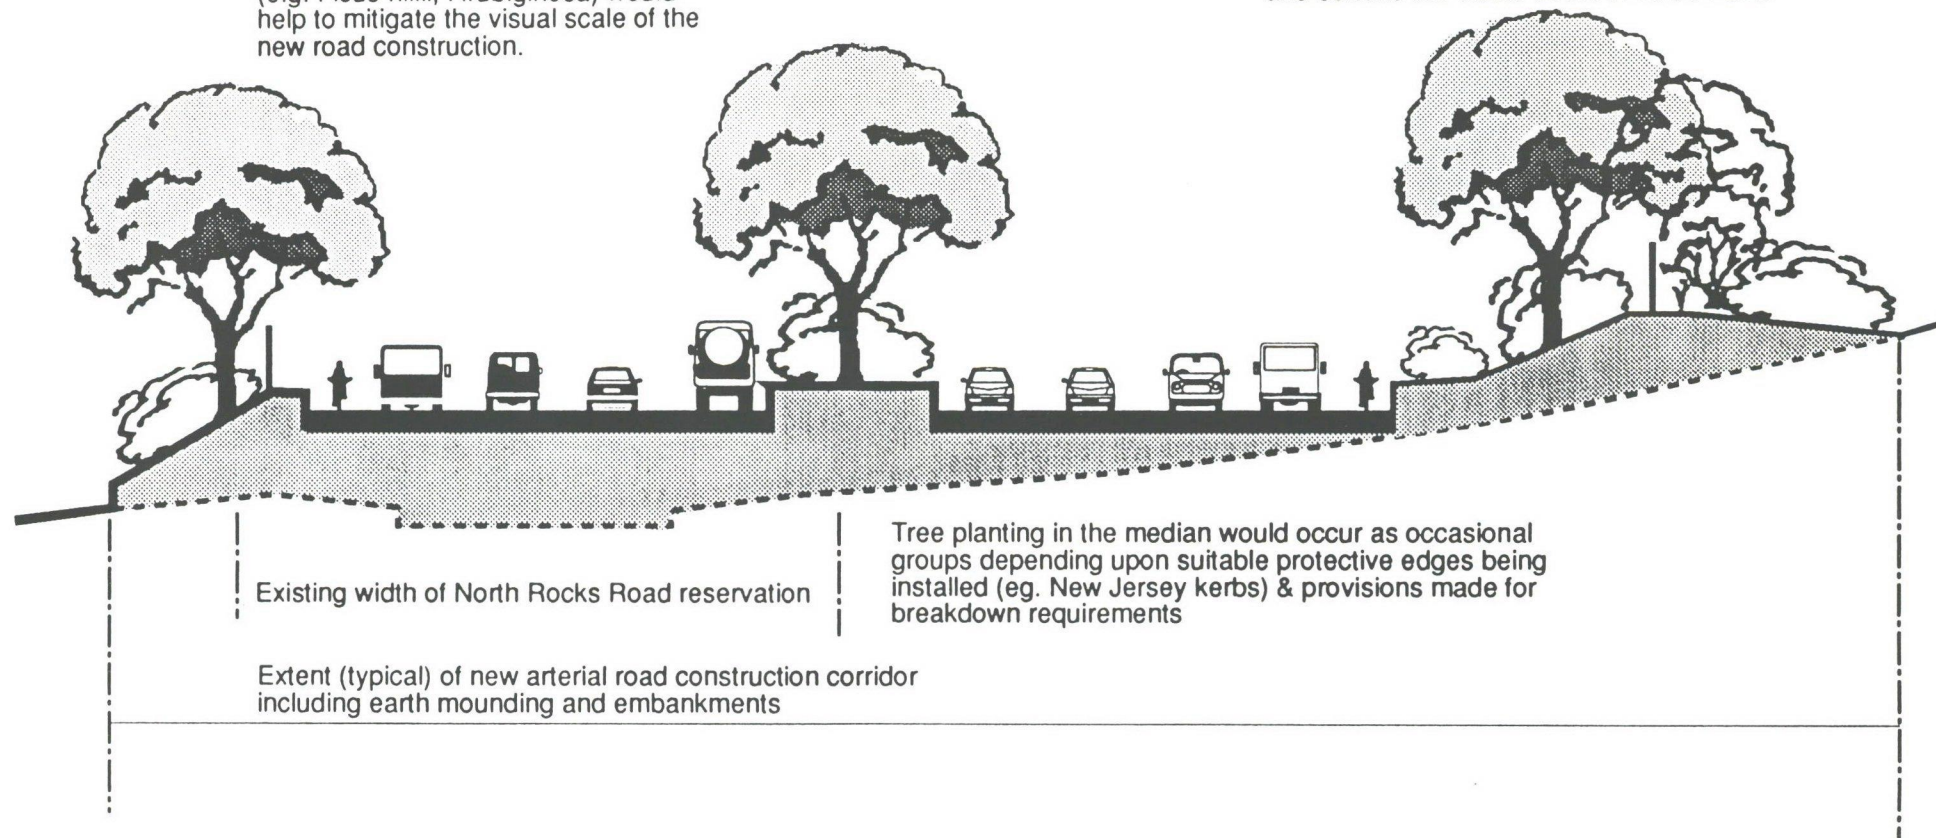 help to mitigate the visual scale of the
new road construction.
Tree planting in the median would occur as occasional
groups depending upon suitable protective edges being
installed (eg. New Jersey kerbs) & provisions made for
breakdown requirements
Existing width of North Rocks Road reservation
Extent (typical) of new arterial road construction corridor
including earth mounding and embankments